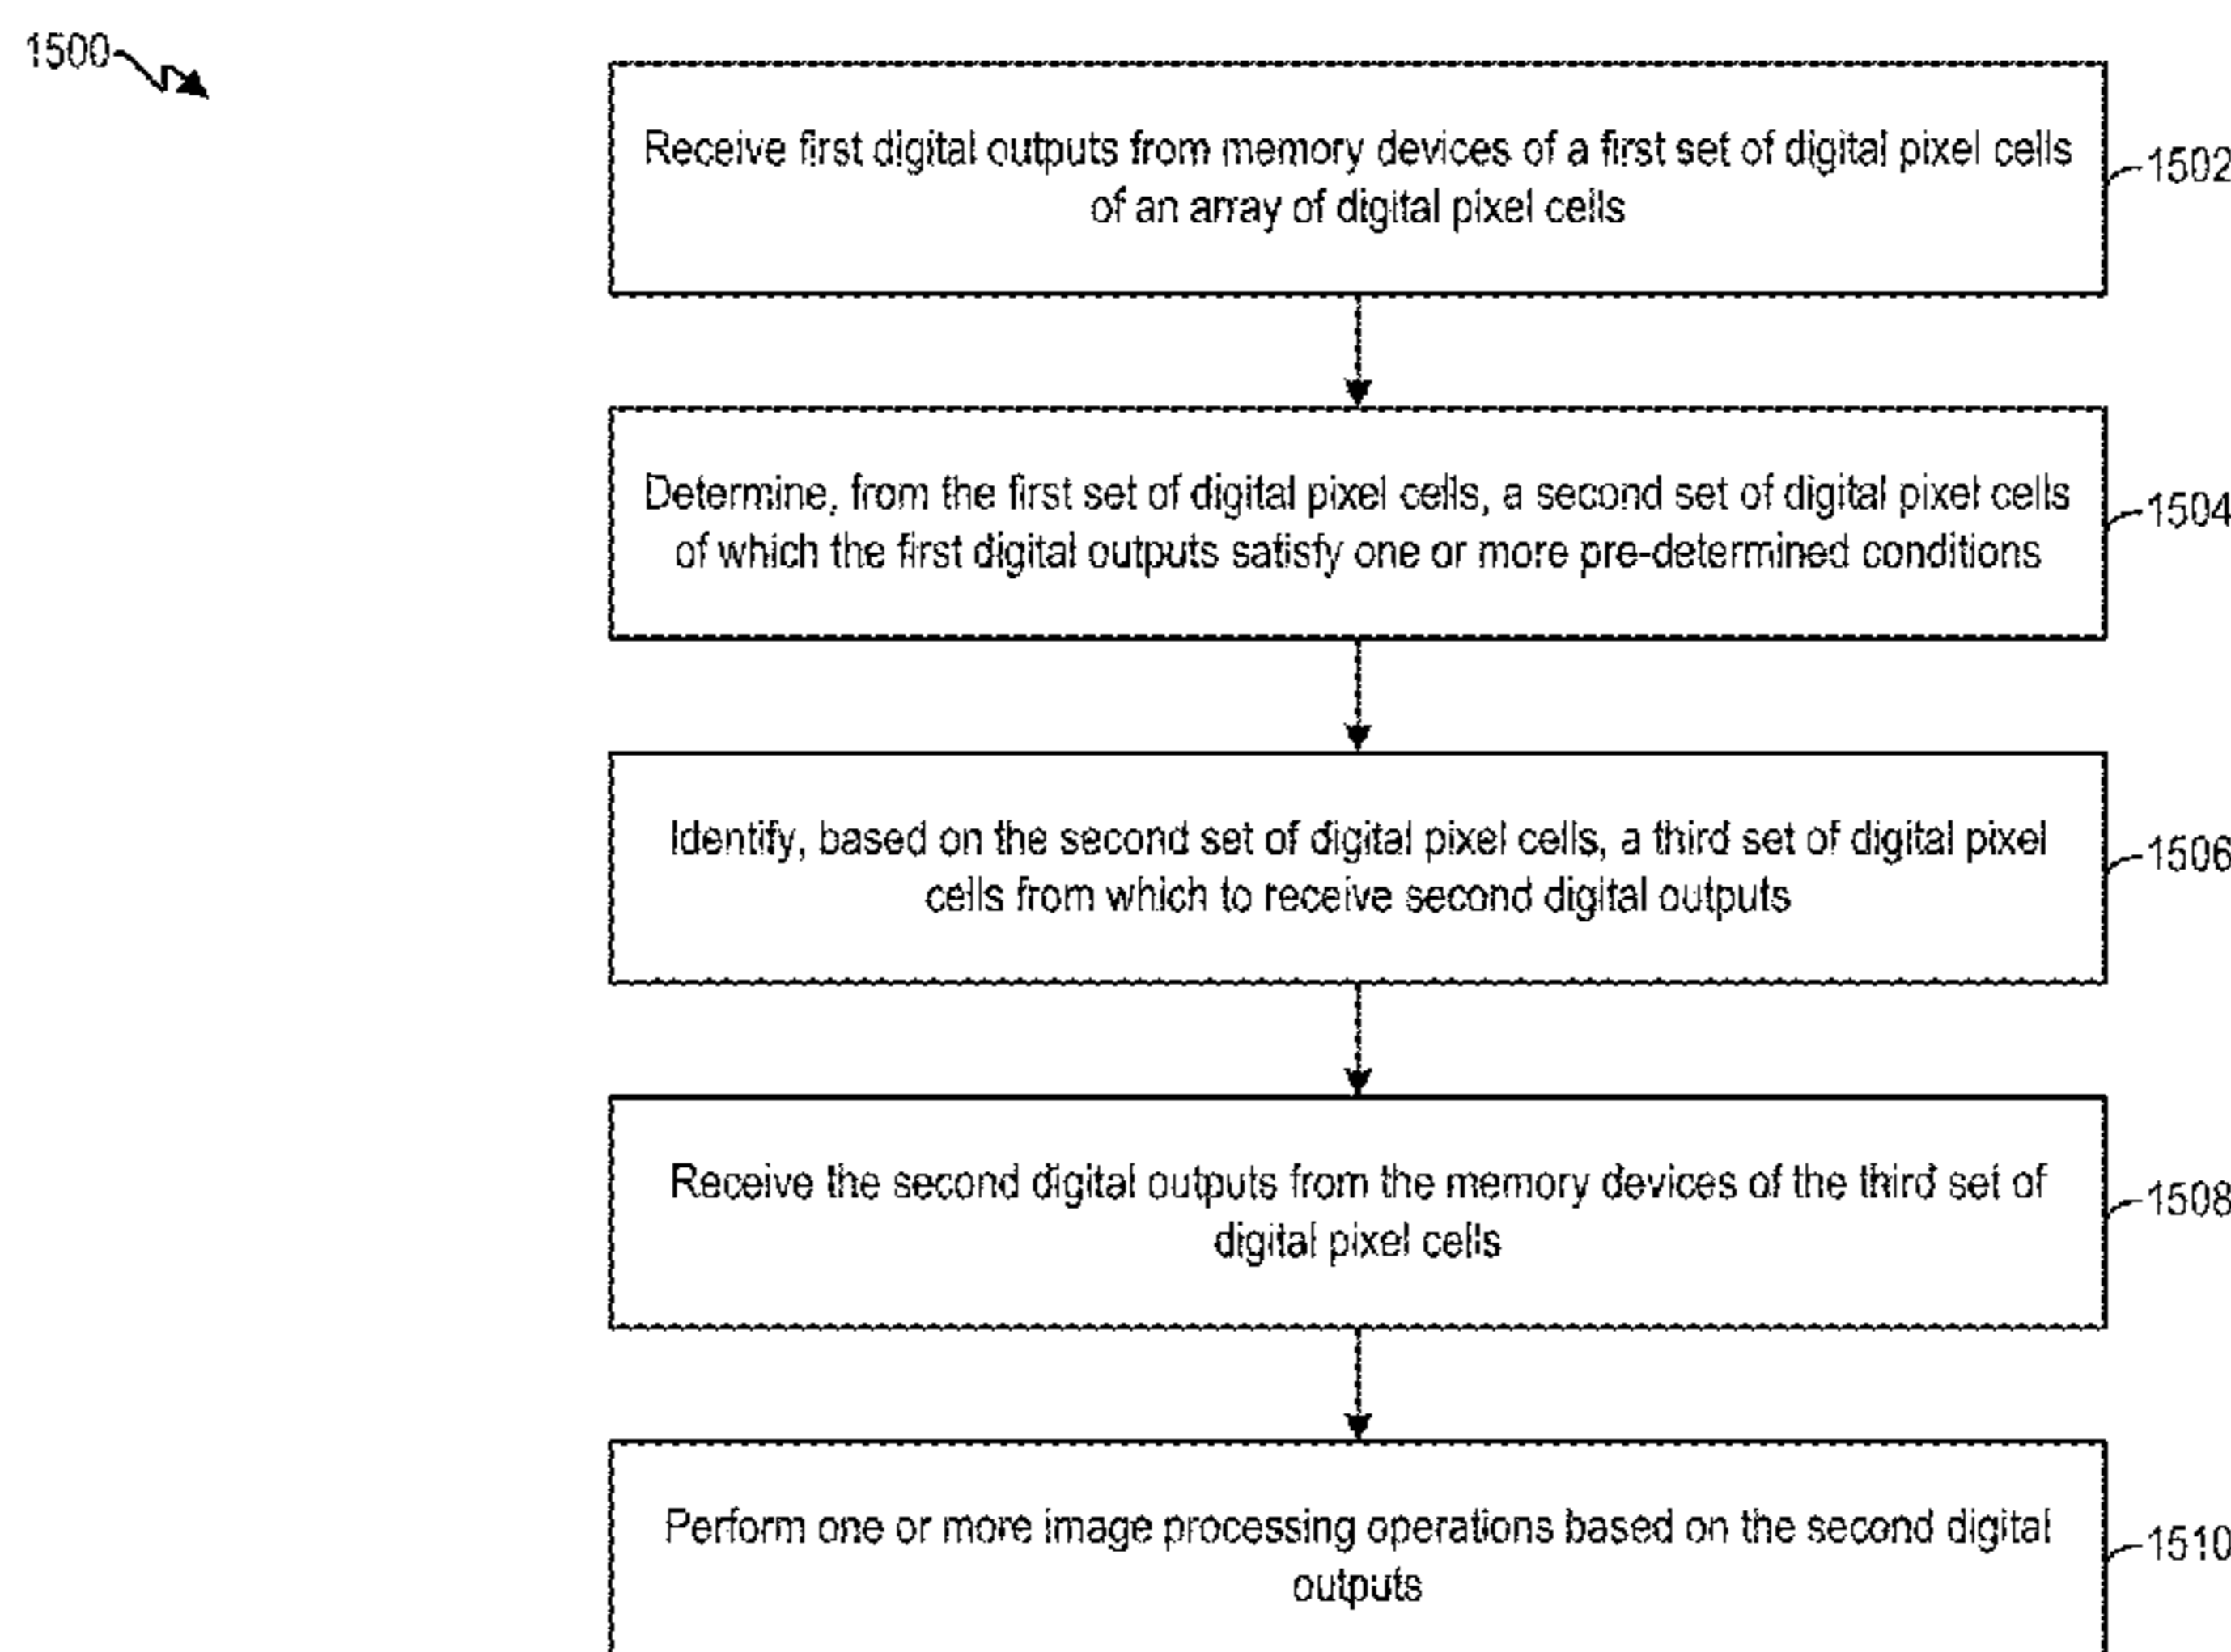 1500
Receive first digital outputs from memory devices of a first set of digital pixel cells
of an array of digital pixel cells
1502
Determine, from the first set of digital pixel cells, a second set of digital pixel cells
of which the first digital outputs satisfy one or more pre-determined conditions
1504
Identify, based on the second set of digital pixel cells, a third set of digital pixel
cells from which to receive second digital outputs
1506
Receive the second digital outputs from the memory devices of the third set of
digital pixel cells
1508
Perform one or more image processing operations based on the second digital
outputs
1510